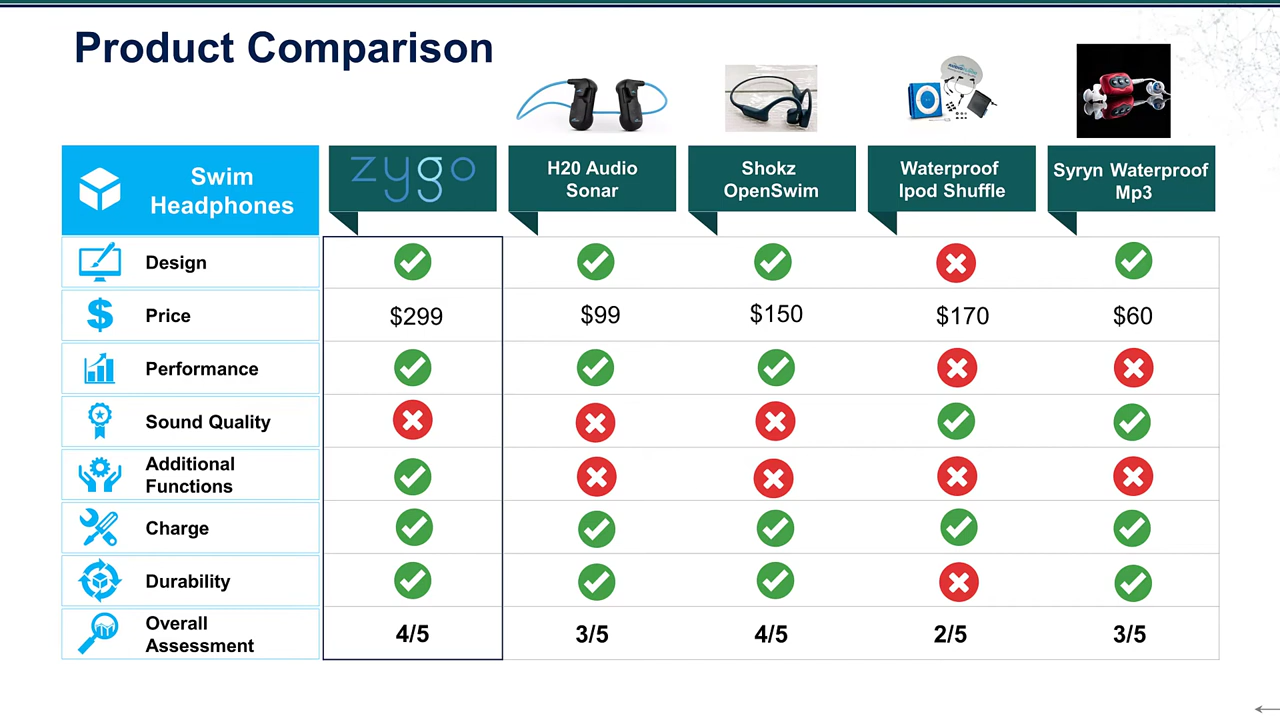 Product Comparison
Swim
Headphones
zygo
H20 Audio
Sonar
Shokz
OpenSwim
Waterproof
Ipod Shuffle
Syryn Waterproof
Mp3
Design
Price
$299
$99
$150
$170
$60
Performance
Sound Quality
Additional
Functions
Charge
Durability
Overall
Assessment
4/5
3/5
4/5
2/5
3/5